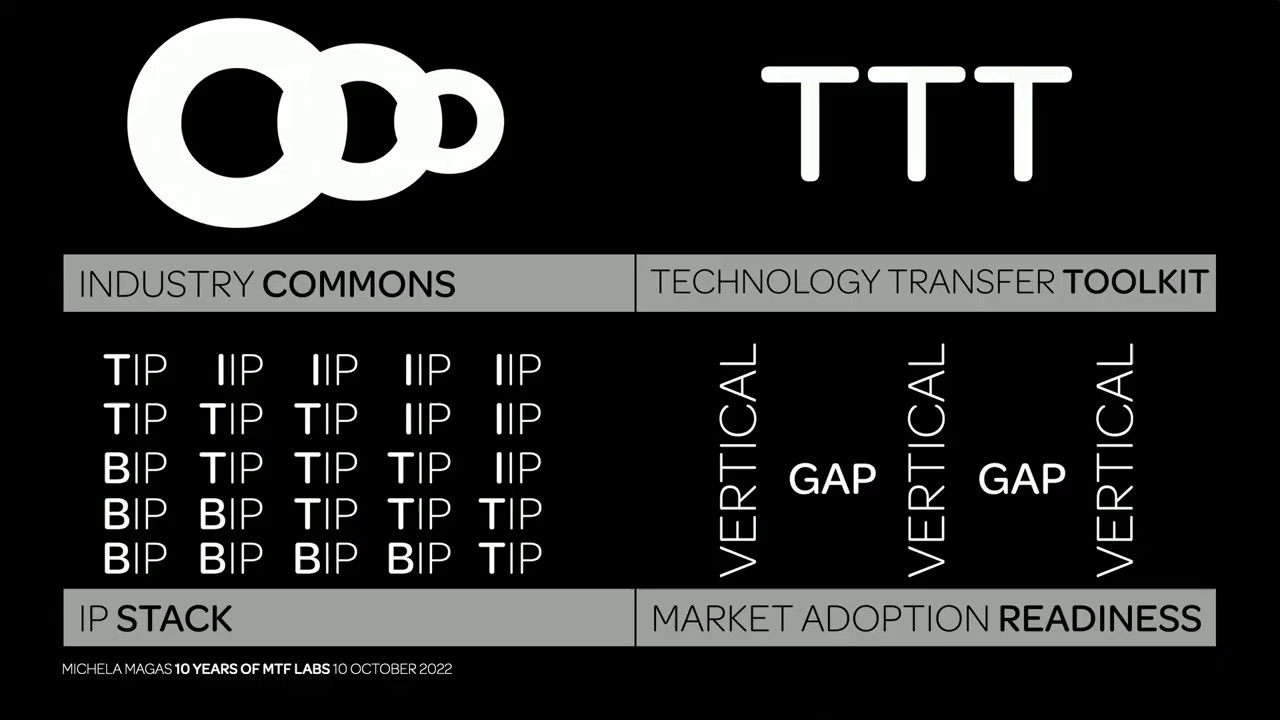 TTT
INDUSTRY COMMONS
TECHNOLOGY TRANSFER TOOLKIT
TIP IIP IIP IIP IIP
TIP TIP TIP IIP IIP
BIP TIP TIP TIP IIP
BIP BIP TIP TIP TIP
BIP BIP BIP BIP TIP
VERTICAL
GAP
VERTICAL
GAP
VERTICAL
IP STACK
MARKET ADOPTION READINESS
MICHELA MAGAS 10 YEARS OF MTF LABS 10 OCTOBER 2022